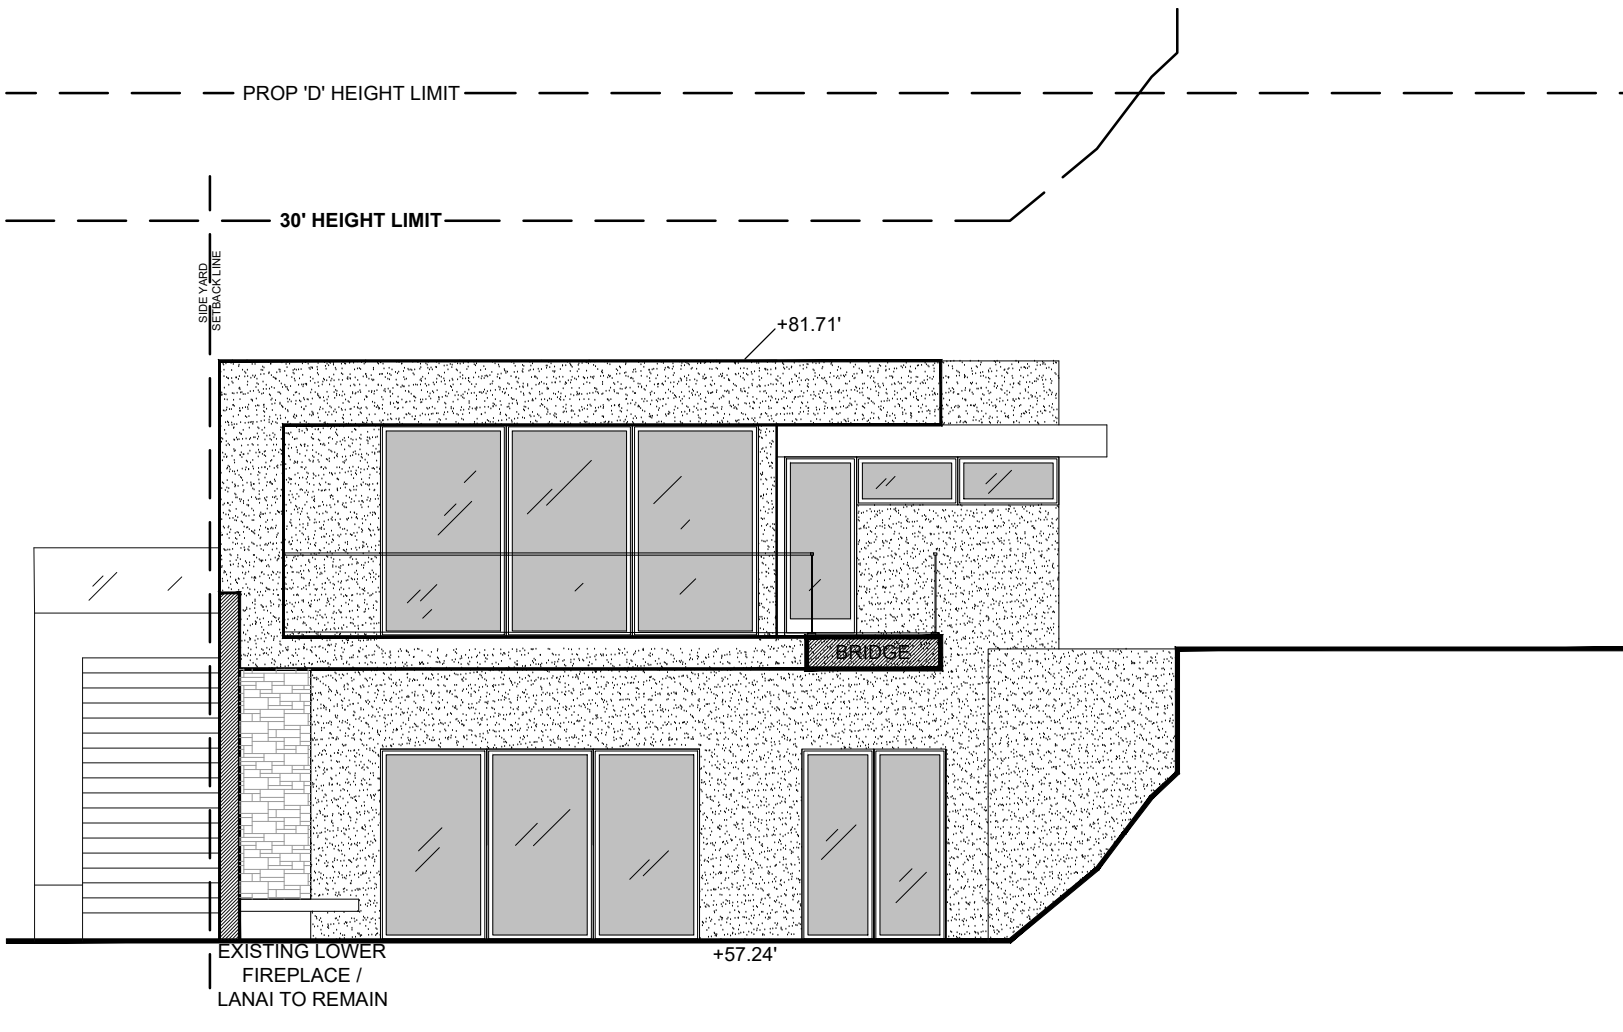 PROP 'D' HEIGHT LIMIT
30' HEIGHT LIMIT
SIDE YARD
SETBACK LINE
+81.71'
"BRIDGE"
EXISTING LOWER
FIREPLACE /
LANAI TO REMAIN
+57.24'